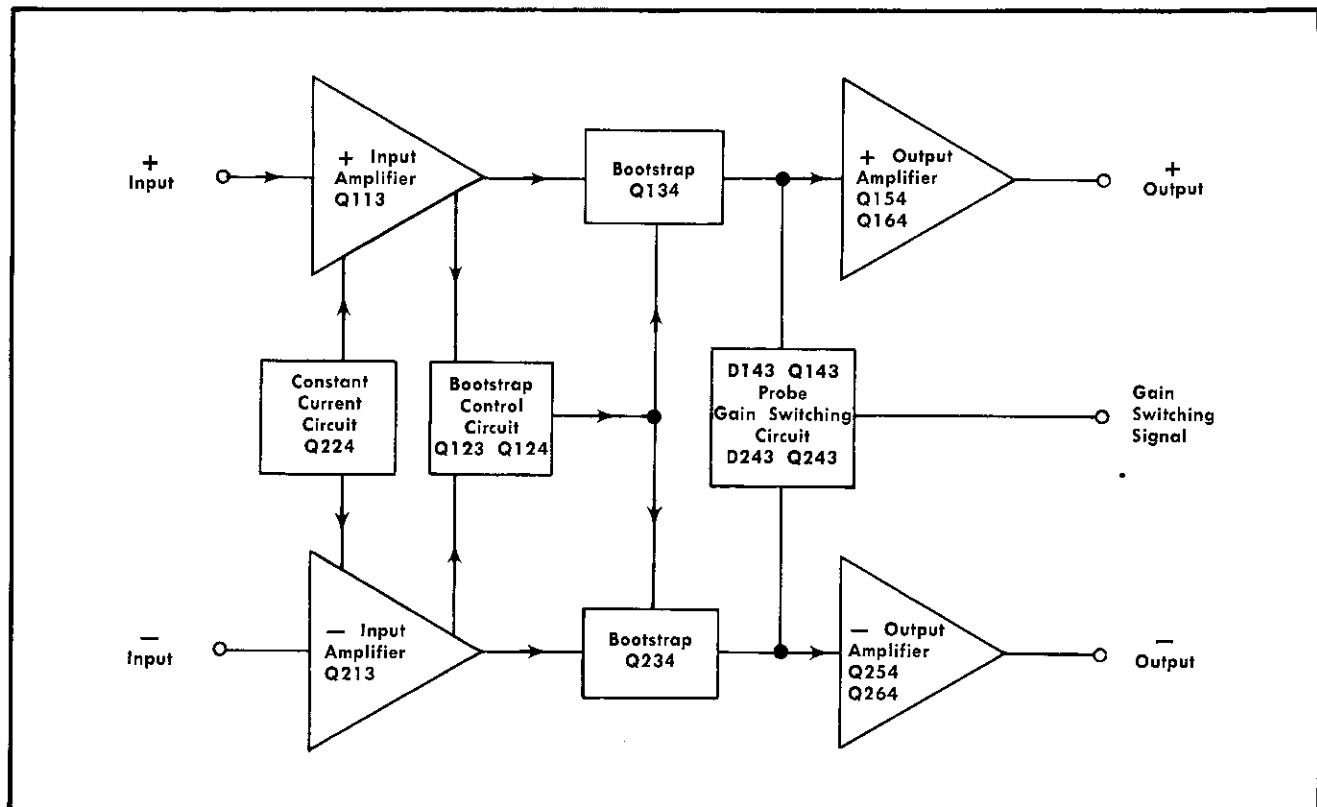 +
Input
+ Input
Amplifier
Q113
Bootstrap
Q134
+ Output
Amplifier
Q154
Q164
+
Output
Constant
Current
Circuit
Q224
Bootstrap
Control
Circuit
Q123 Q124
D143 Q143
Probe
Gain Switching
Circuit
D243 Q243
Gain
Switching
Signal
−
Input
− Input
Amplifier
Q213
Bootstrap
Q234
− Output
Amplifier
Q254
Q264
−
Output